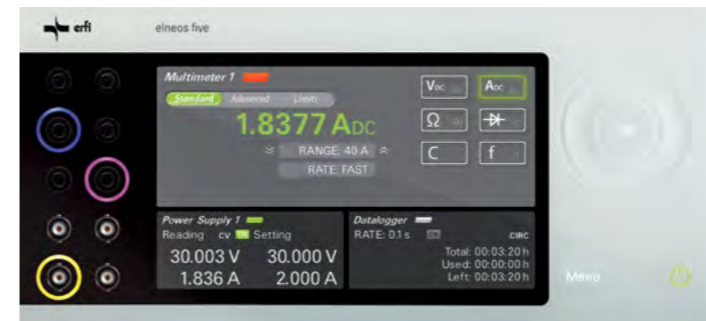 erfi
elneos five
Multimeter 1
Standard Advanced Limits
1.8377 ADC
RANGE: 40 A
RATE: FAST
VDC
ADC
Ω
C
f
Power Supply 1
Reading CV Setting
30.003 V 30.000 V
1.836 A 2.000 A
Datalogger
RATE: 0.1 s
CIRC
Total: 00:03:20 h
Used: 00:00:00 h
Left: 00:03:20 h
Menu